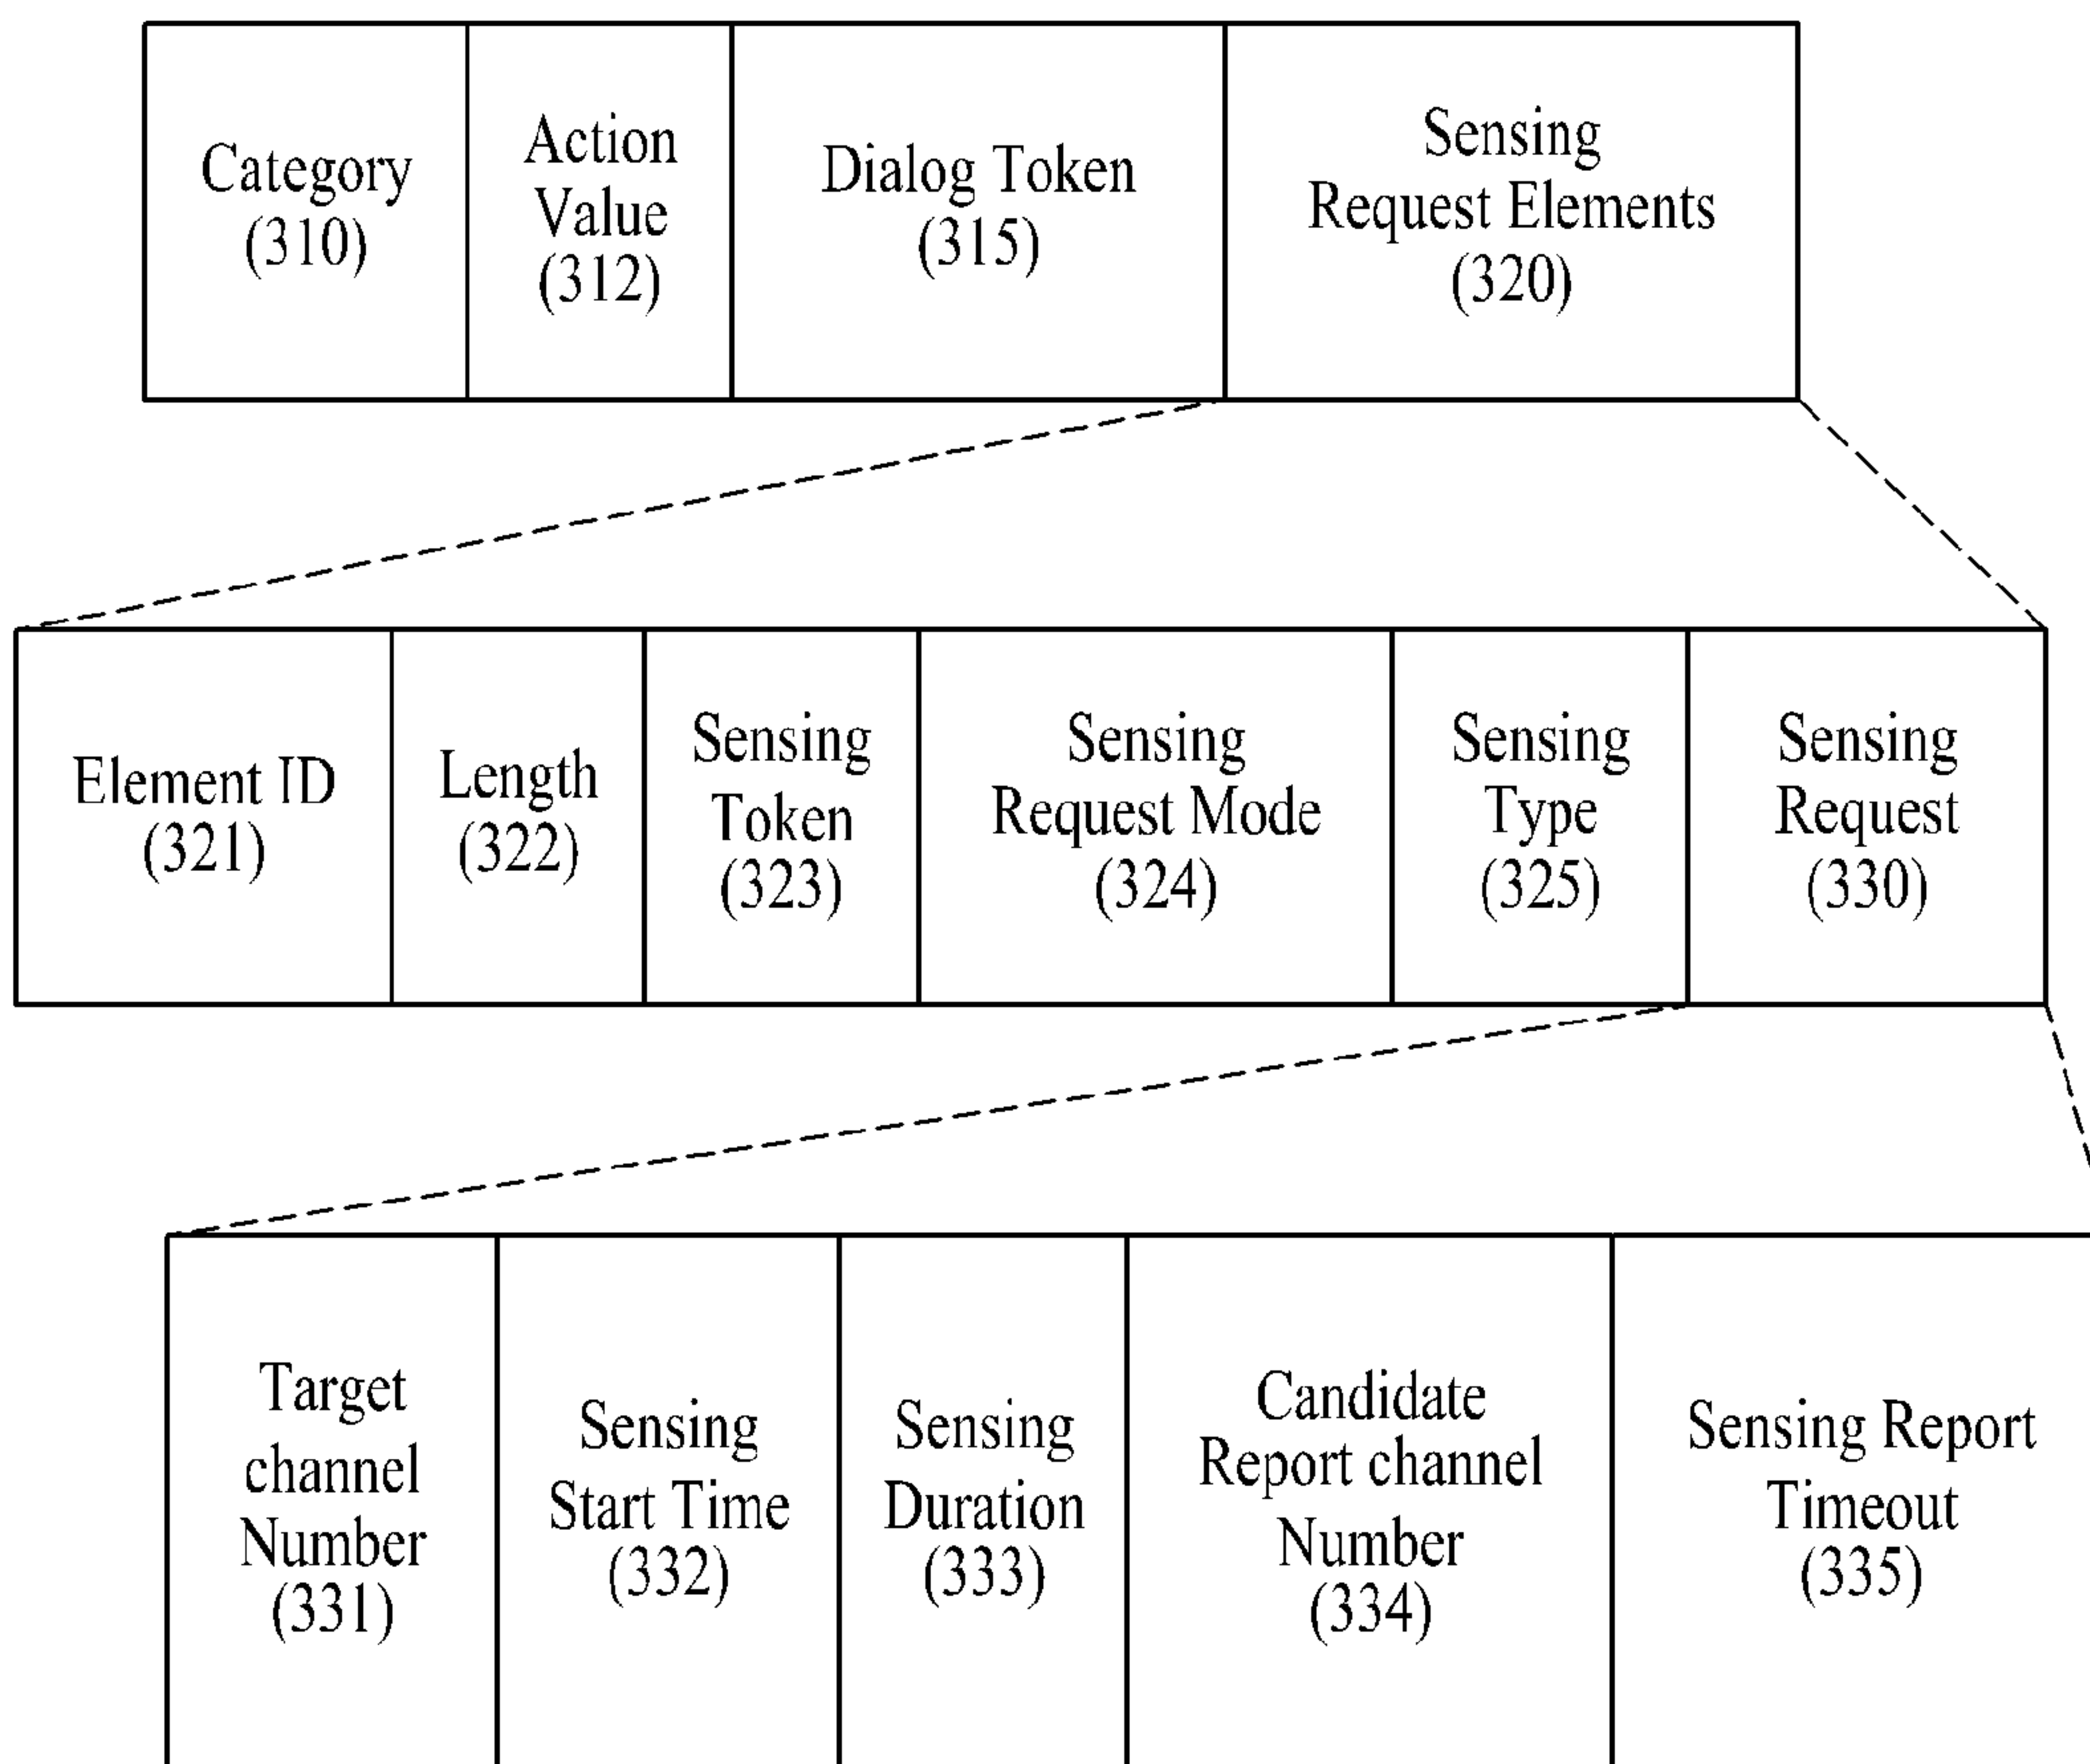 Category
(310)
Action
Value
(312)
Dialog Token
(315)
Sensing
Request Elements
(320)
Element ID
(321)
Length
(322)
Sensing
Token
(323)
Sensing
Request Mode
(324)
Sensing
Type
(325)
Sensing
Request
(330)
Target
channel
Number
(331)
Sensing
Start Time
(332)
Sensing
Duration
(333)
Candidate
Report channel
Number
(334)
Sensing Report
Timeout
(335)